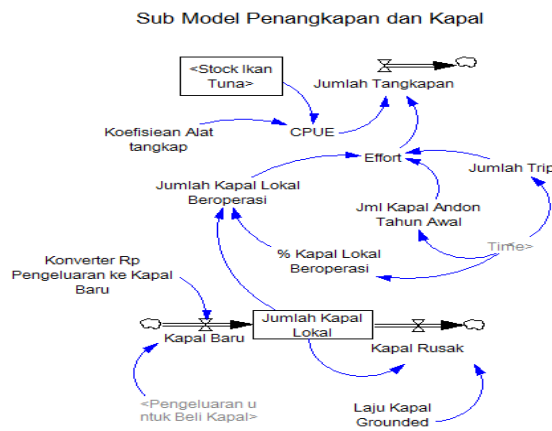 Sub Model Penangkapan dan Kapal
<Stock Ikan
Tuna>
Jumlah Tangkapan
Koefisiean Alat
tangkap
CPUE
Effort
Jumlah Trip
Jumlah Kapal Lokal
Beroperasi
Jml Kapal Andon
Tahun Awal
Time>
% Kapal Lokal
Beroperasi
Konverter Rp
Pengeluaran ke Kapal
Baru
Kapal Baru
Jumlah Kapal
Lokal
Kapal Rusak
<Pengeluaran u
ntuk Beli Kapal>
Laju Kapal
Grounded